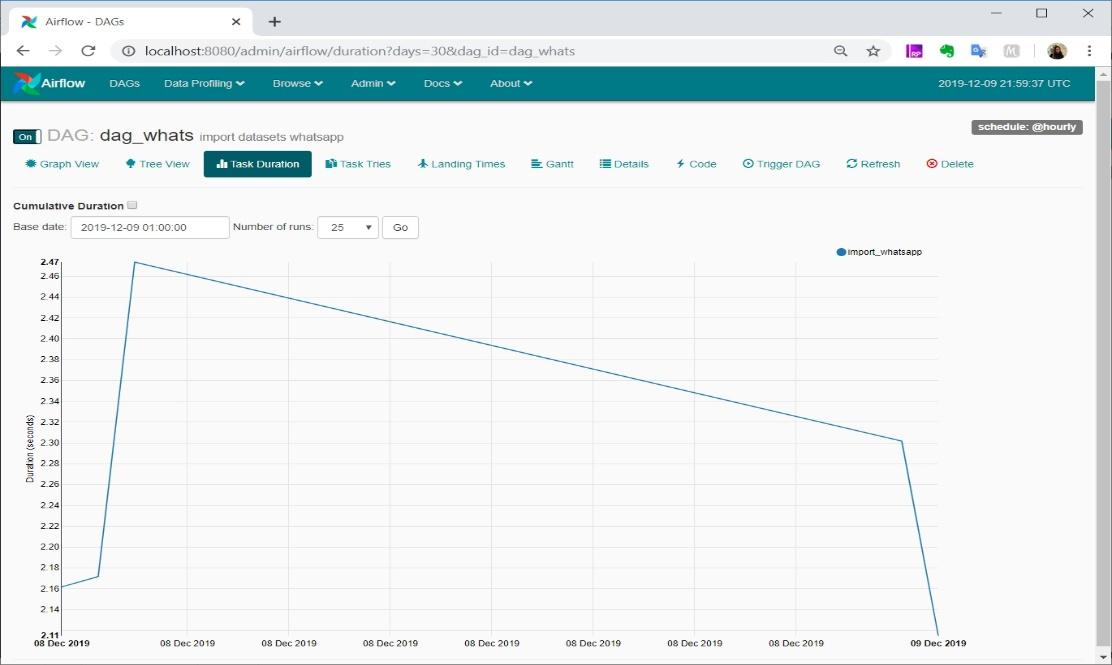 Airflow - DAGs
localhost:8080/admin/airflow/duration?days=30&dag_id=dag_whats
RP
M
Airflow DAGs Data Profiling Browse Admin Docs About 2019-12-09 21:59:37 UTC
On DAG: dag_whats import datasets whatsapp schedule: @hourly
Graph View Tree View Task Duration Task Tries Landing Times Gantt Details Code Trigger DAG Refresh Delete
Cumulative Duration
Base date: 2019-12-09 01:00:00 Number of runs: 25 Go
import_whatsapp
2.47
2.46
2.44
2.42
2.40
2.38
2.36
2.34
2.32
2.30
2.28
2.26
2.24
2.22
2.20
2.18
2.16
2.14
2.11
Duration (seconds)
08 Dec 2019 08 Dec 2019 08 Dec 2019 08 Dec 2019 08 Dec 2019 08 Dec 2019 08 Dec 2019 08 Dec 2019 09 Dec 2019